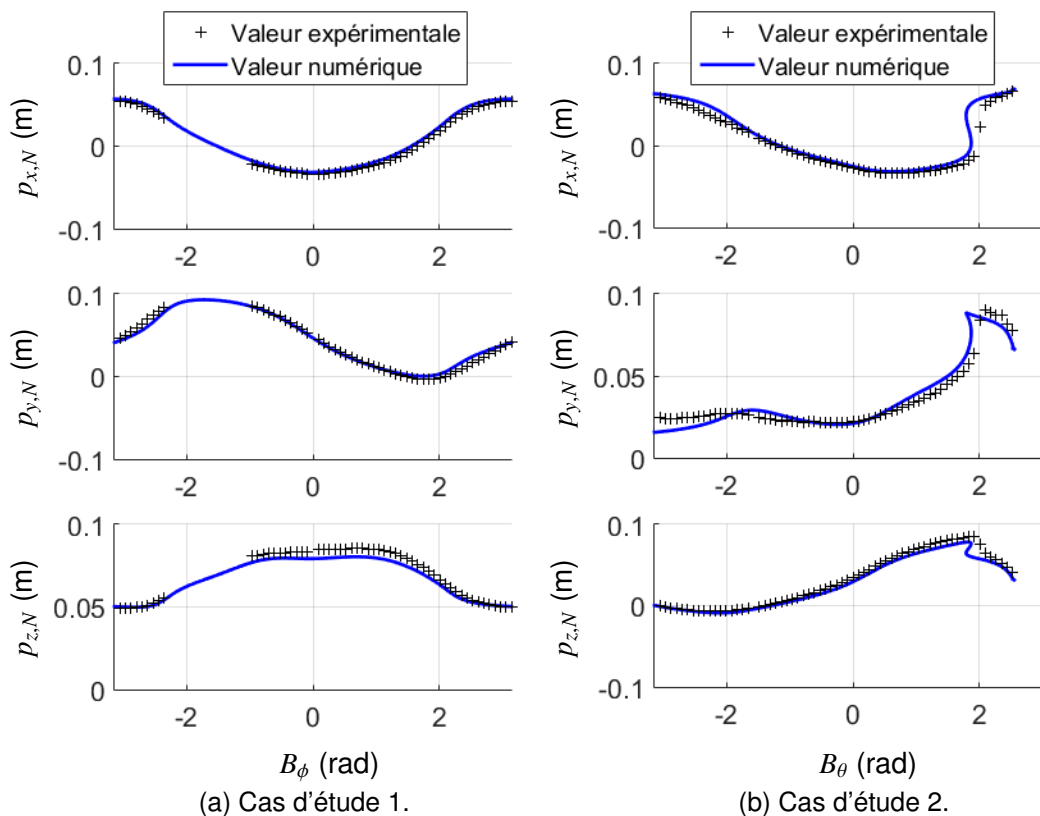 + Valeur expérimentale
Valeur numérique
0.1
0
-0.1
p_{x,N} (m)
-2 0 2
0.1
0
-0.1
p_{y,N} (m)
-2 0 2
0.1
0.05
0
p_{z,N} (m)
-2 0 2
B_ϕ (rad)
(a) Cas d'étude 1.
+ Valeur expérimentale
Valeur numérique
0.1
0
-0.1
p_{x,N} (m)
-2 0 2
0.1
0.05
0
p_{y,N} (m)
-2 0 2
0.1
0
-0.1
p_{z,N} (m)
-2 0 2
B_θ (rad)
(b) Cas d'étude 2.